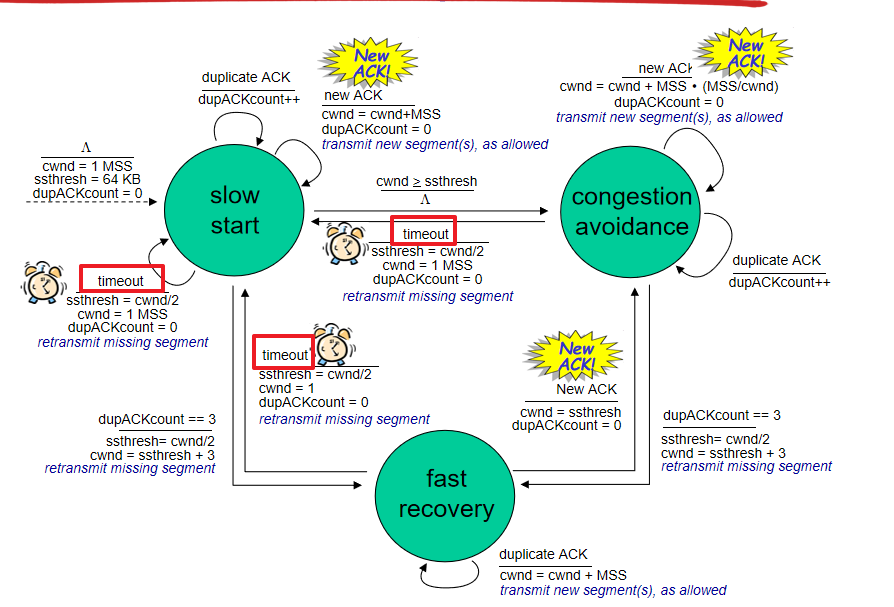 duplicate ACK
dupACKcount++
New
ACK!
new ACK
cwnd = cwnd+MSS
dupACKcount = 0
transmit new segment(s), as allowed
New
ACK!
new ACK
cwnd = cwnd + MSS • (MSS/cwnd)
dupACKcount = 0
transmit new segment(s), as allowed
Λ
cwnd = 1 MSS
ssthresh = 64 KB
dupACKcount = 0
slow
start
cwnd ≥ ssthresh
Λ
congestion
avoidance
timeout
ssthresh = cwnd/2
cwnd = 1 MSS
dupACKcount = 0
retransmit missing segment
duplicate ACK
dupACKcount++
timeout
ssthresh = cwnd/2
cwnd = 1 MSS
dupACKcount = 0
retransmit missing segment
timeout
ssthresh = cwnd/2
cwnd = 1
dupACKcount = 0
retransmit missing segment
New
ACK!
New ACK
cwnd = ssthresh
dupACKcount = 0
dupACKcount == 3
ssthresh= cwnd/2
cwnd = ssthresh + 3
retransmit missing segment
dupACKcount == 3
ssthresh= cwnd/2
cwnd = ssthresh + 3
retransmit missing segment
fast
recovery
duplicate ACK
cwnd = cwnd + MSS
transmit new segment(s), as allowed